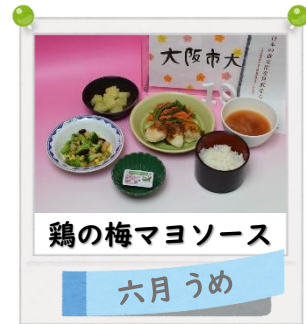 大阪市大
鶏の梅マヨソース
六月 うめ